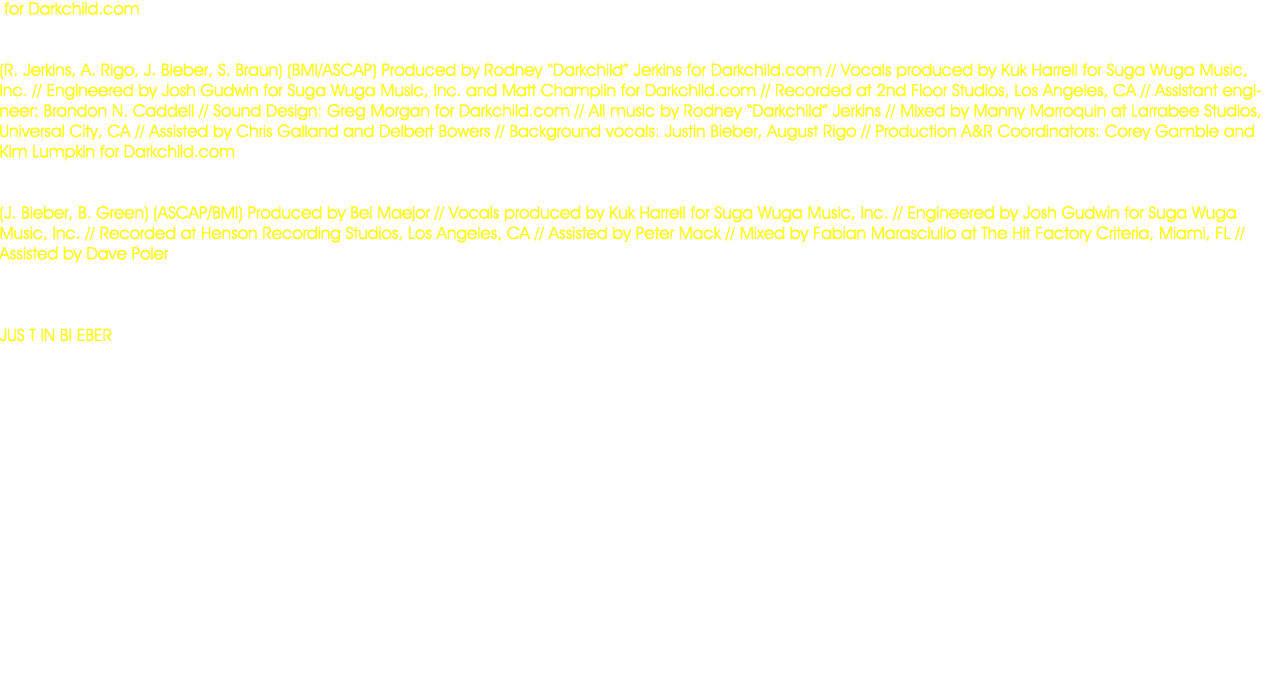 for Darkchild.com
(R. Jerkins, A. Rigo, J. Bieber, S. Braun) (BMI/ASCAP) Produced by Rodney "Darkchild" Jerkins for Darkchild.com // Vocals produced by Kuk Harrell for Suga Wuga Music,
Inc. // Engineered by Josh Gudwin for Suga Wuga Music, Inc. and Matt Champlin for Darkchild.com // Recorded at 2nd Floor Studios, Los Angeles, CA // Assistant engi-
neer: Brandon N. Caddell // Sound Design: Greg Morgan for Darkchild.com // All music by Rodney "Darkchild" Jerkins // Mixed by Manny Marroquin at Larrabee Studios,
Universal City, CA // Assisted by Chris Galland and Delbert Bowers // Background vocals: Justin Bieber, August Rigo // Production A&R Coordinators: Corey Gamble and
Kim Lumpkin for Darkchild.com
(J. Bieber, B. Green) (ASCAP/BMI) Produced by Bei Maejor // Vocals produced by Kuk Harrell for Suga Wuga Music, Inc. // Engineered by Josh Gudwin for Suga Wuga
Music, Inc. // Recorded at Henson Recording Studios, Los Angeles, CA // Assisted by Peter Mack // Mixed by Fabian Marasciullo at The Hit Factory Criteria, Miami, FL //
Assisted by Dave Poler
JUS T IN BI EBER